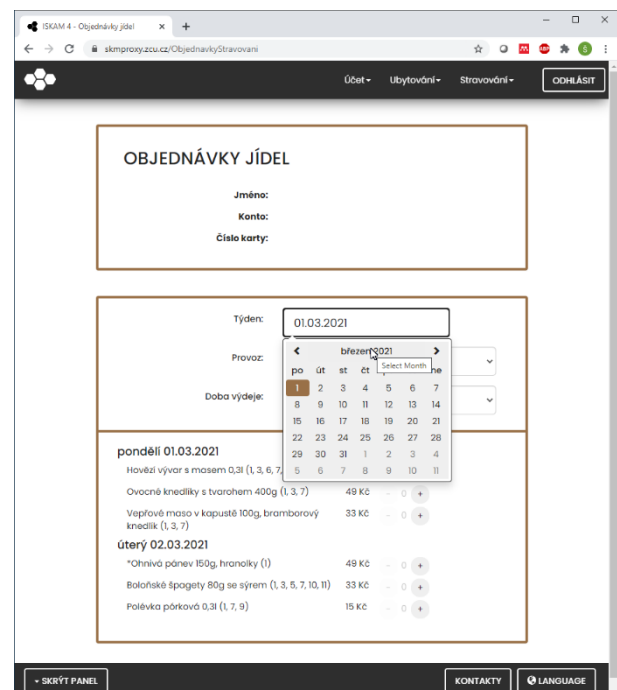 ISKAM 4 - Objednávky jídel
skmproxy.zcu.cz/ObjednavkyStravovani
Účet Ubytování Stravování ODHLÁSIT
OBJEDNÁVKY JÍDEL
Jméno:
Konto:
Číslo karty:
Týden: 01.03.2021
Provoz:
Doba výdeje:
březen 2021
Select Month
po út st čt ne
1 2 3 4 5 6 7
8 9 10 11 12 13 14
15 16 17 18 19 20 21
22 23 24 25 26 27 28
29 30 31 1 2 3 4
5 6 7 8 9 10 11
pondělí 01.03.2021
Hovězí vývar s masem 0,3l (1, 3, 6, 7,
Ovocné knedlíky s tvarohem 400g (1, 3, 7) 49 Kč - 0 +
Vepřové maso v kapustě 100g, bramborový 33 Kč - 0 +
knedlík (1, 3, 7)
úterý 02.03.2021
*Ohnivá pánev 150g, hranolky (1) 49 Kč - 0 +
Boloňské špagety 80g se sýrem (1, 3, 5, 7, 10, 11) 33 Kč - 0 +
Polévka pórková 0,3l (1, 7, 9) 15 Kč - 0 +
SKRÝT PANEL KONTAKTY LANGUAGE